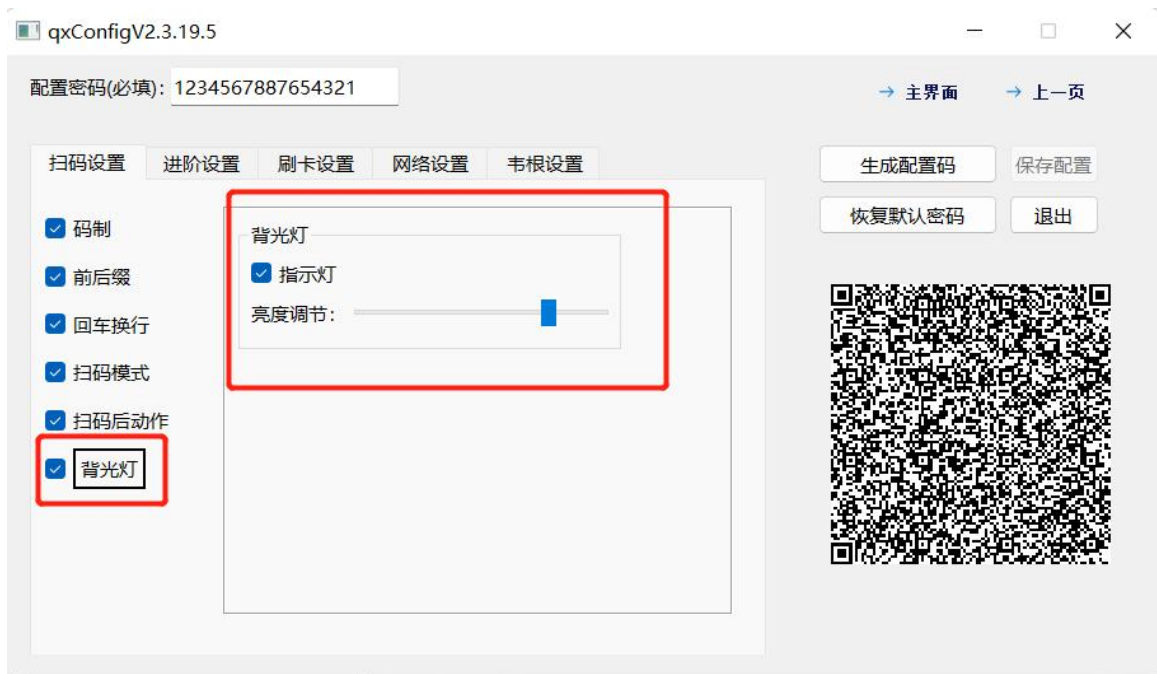 qxConfigV2.3.19.5
配置密码(必填): 1234567887654321
→ 主界面
→ 上一页
扫码设置
进阶设置
刷卡设置
网络设置
韦根设置
生成配置码
保存配置
恢复默认密码
退出
码制
前后缀
回车换行
扫码模式
扫码后动作
背光灯
背光灯
指示灯
亮度调节: